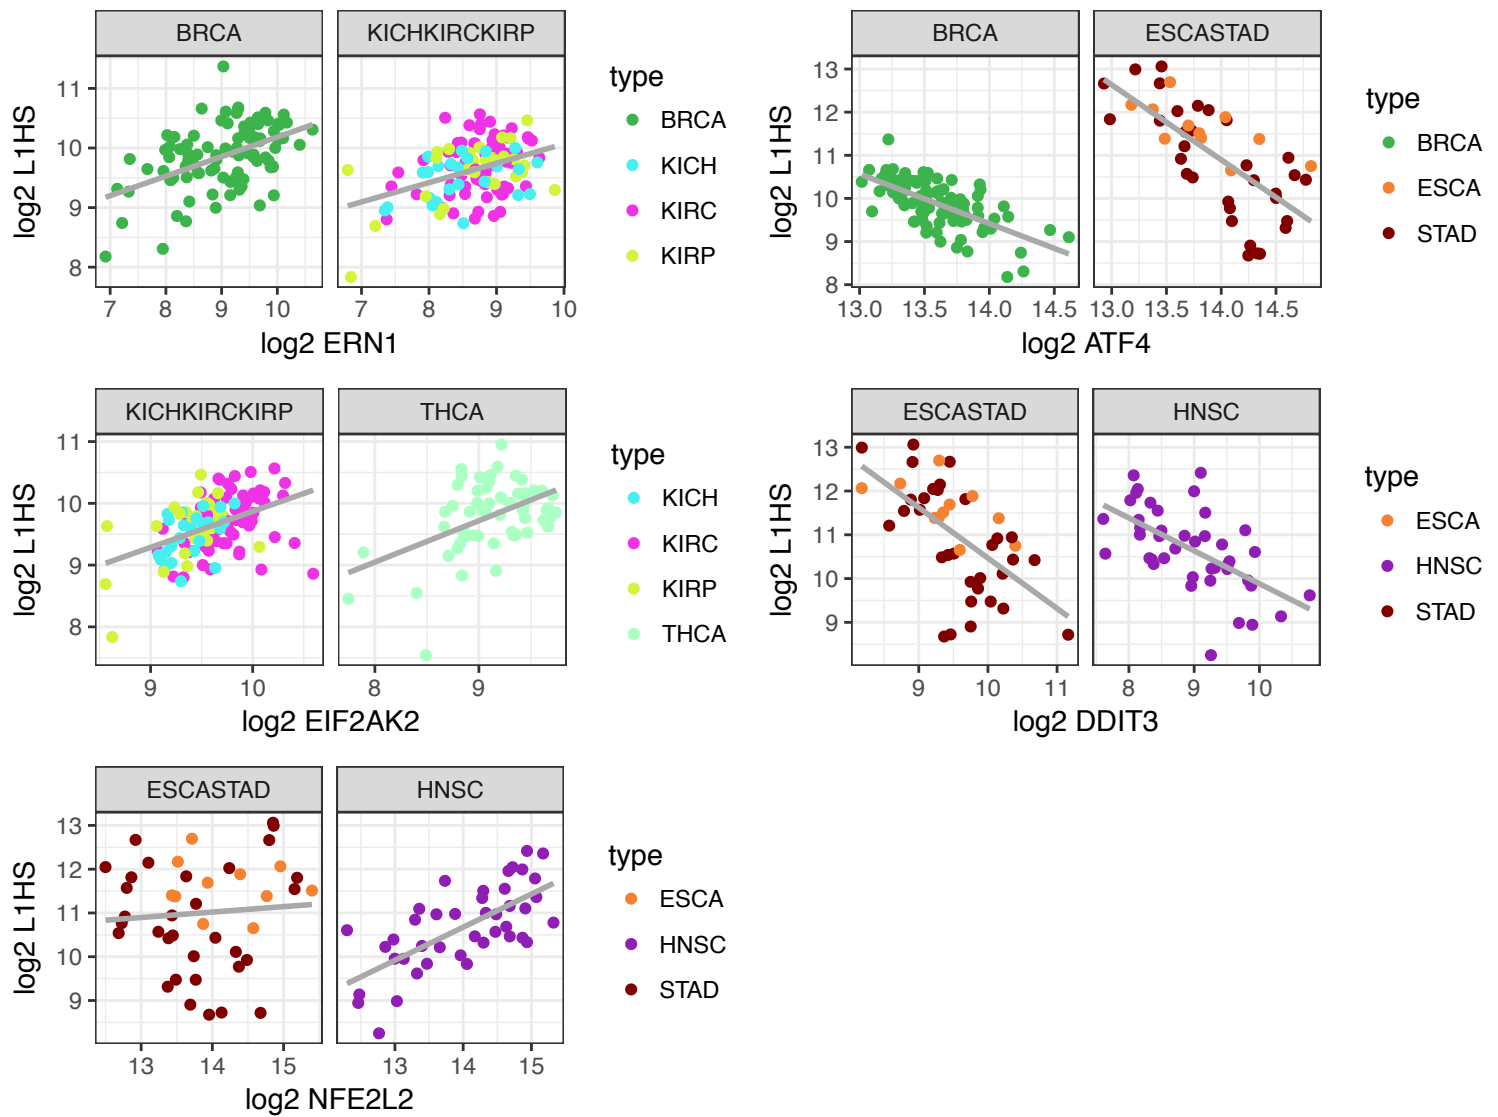 BRCA KICHKIRCKIRP
log2 L1HS
11
10
9
8
7 8 9 10 7 8 9 10
log2 ERN1
type
BRCA
KICH
KIRC
KIRP
BRCA ESCASTAD
log2 L1HS
13
12
11
10
9
8
13.0 13.5 14.0 14.5 13.0 13.5 14.0 14.5
log2 ATF4
type
BRCA
ESCA
STAD
KICHKIRCKIRP THCA
log2 L1HS
11
10
9
8
9 10 8 9
log2 EIF2AK2
type
KICH
KIRC
KIRP
THCA
ESCASTAD HNSC
log2 L1HS
13
12
11
10
9
9 10 11 8 9 10
log2 DDIT3
type
ESCA
HNSC
STAD
ESCASTAD HNSC
log2 L1HS
13
12
11
10
9
13 14 15 13 14 15
log2 NFE2L2
type
ESCA
HNSC
STAD